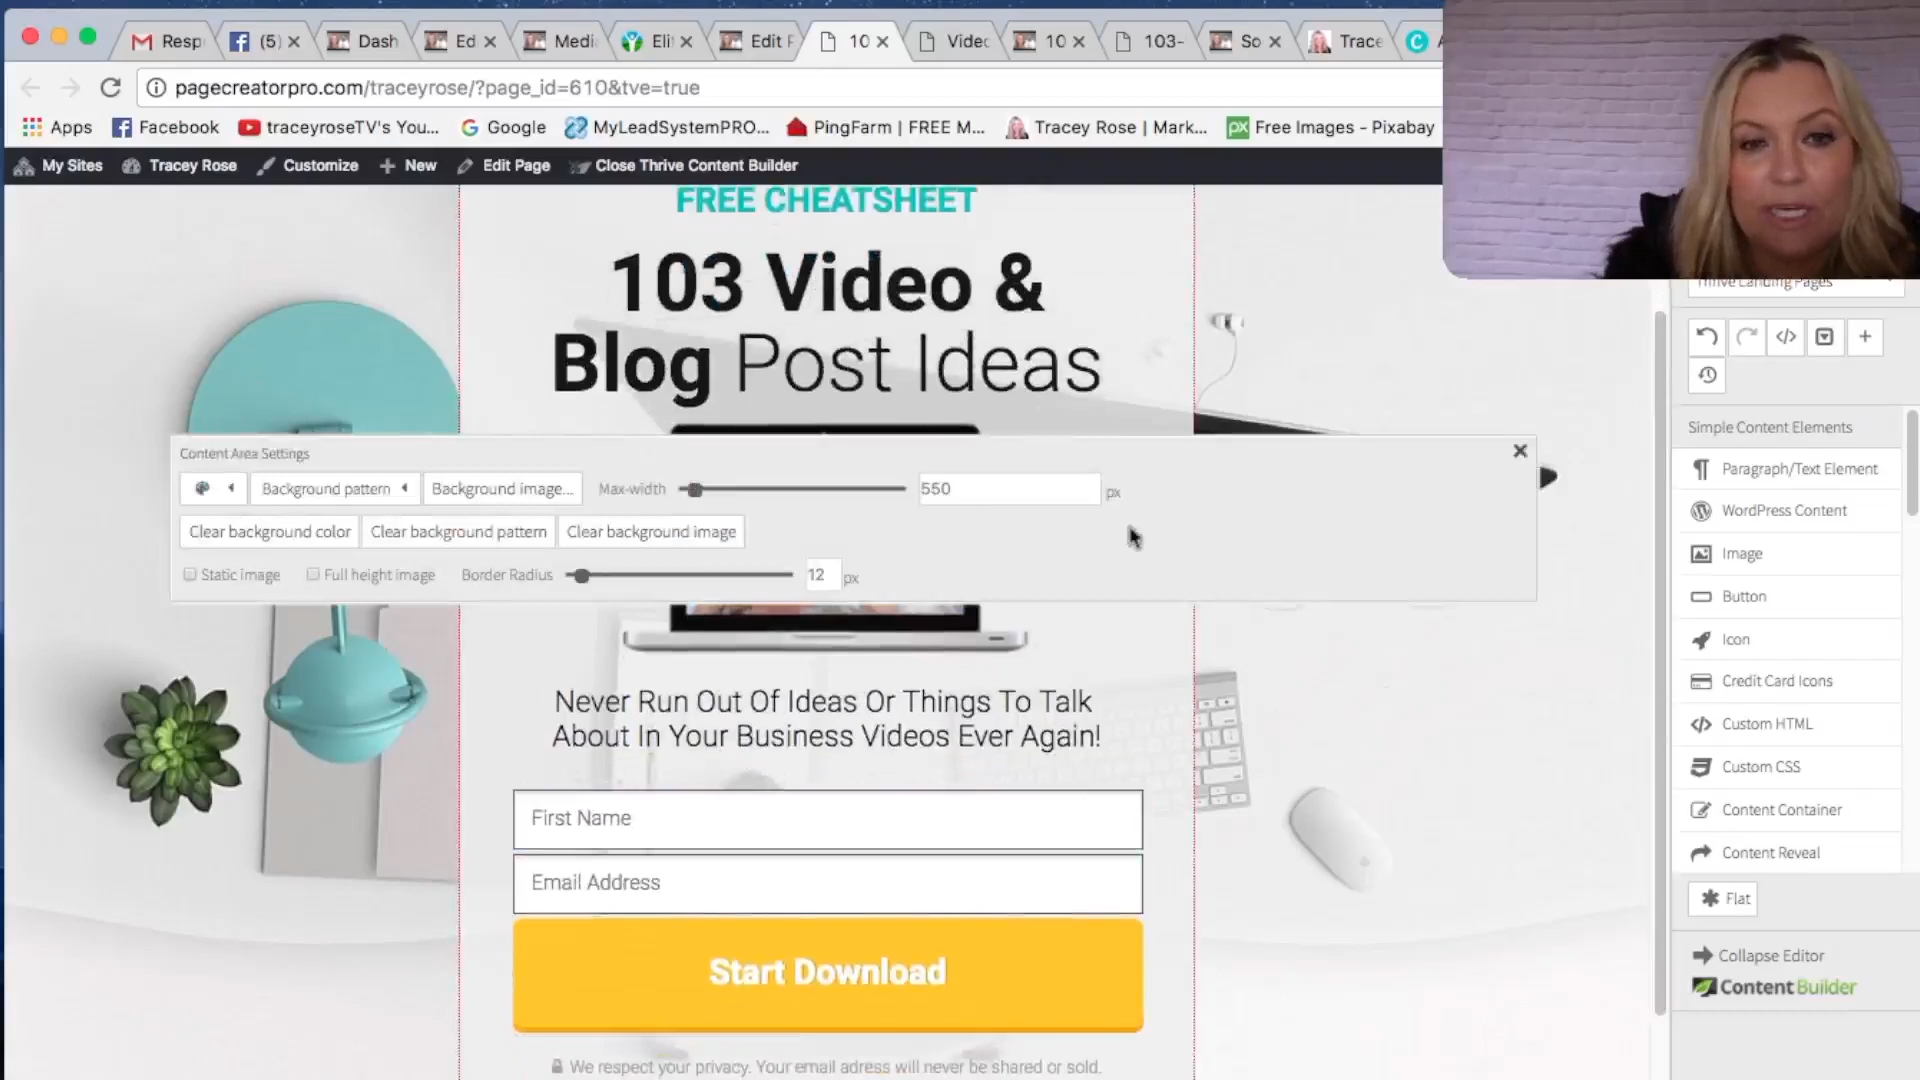 Resp
(5)
Dash
Ed
Medi
Eli
Edit P
10
Videc
10
103-
So
Trace
pagecreatorpro.com/traceyrose/?page_id=610&tve=true
Apps
Facebook
traceyroseTV's You...
Google
MyLeadSystemPRO...
PingFarm | FREE M...
Tracey Rose | Mark...
px
Free Images - Pixabay
My Sites
Tracey Rose
Customize
New
Edit Page
Close Thrive Content Builder
FREE CHEATSHEET
103 Video &
Blog Post Ideas
Content Area Settings
Background pattern
Background image...
Max-width
550
px
Clear background color
Clear background pattern
Clear background image
Static image
Full height image
Border Radius
12
px
Never Run Out Of Ideas Or Things To Talk
About In Your Business Videos Ever Again!
First Name
Email Address
Start Download
We respect your privacy. Your email adress will never be shared or sold.
Thrive Landing Pages
Simple Content Elements
Paragraph/Text Element
WordPress Content
Image
Button
Icon
Credit Card Icons
Custom HTML
Custom CSS
Content Container
Content Reveal
Flat
Collapse Editor
Content Builder